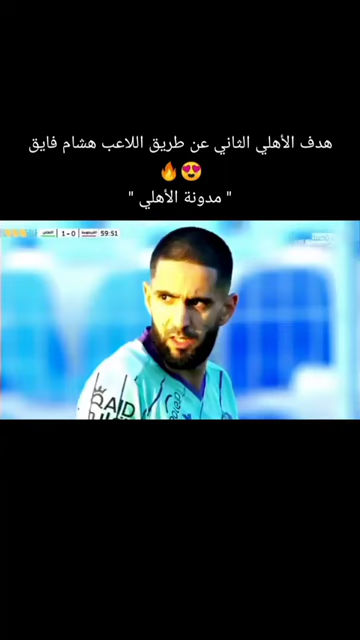 هدف الأهلي الثاني عن طريق اللاعب هشام فايق
😍🔥
" مدونة الأهلي "
1-0
59:51